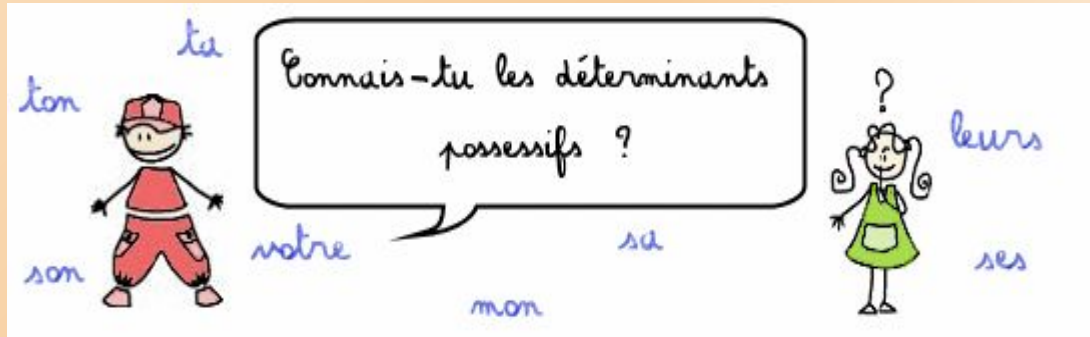 ta
Connais-tu les déterminants
ton
?
leurs
possessifs ?
votre
sa
son
ses
mon